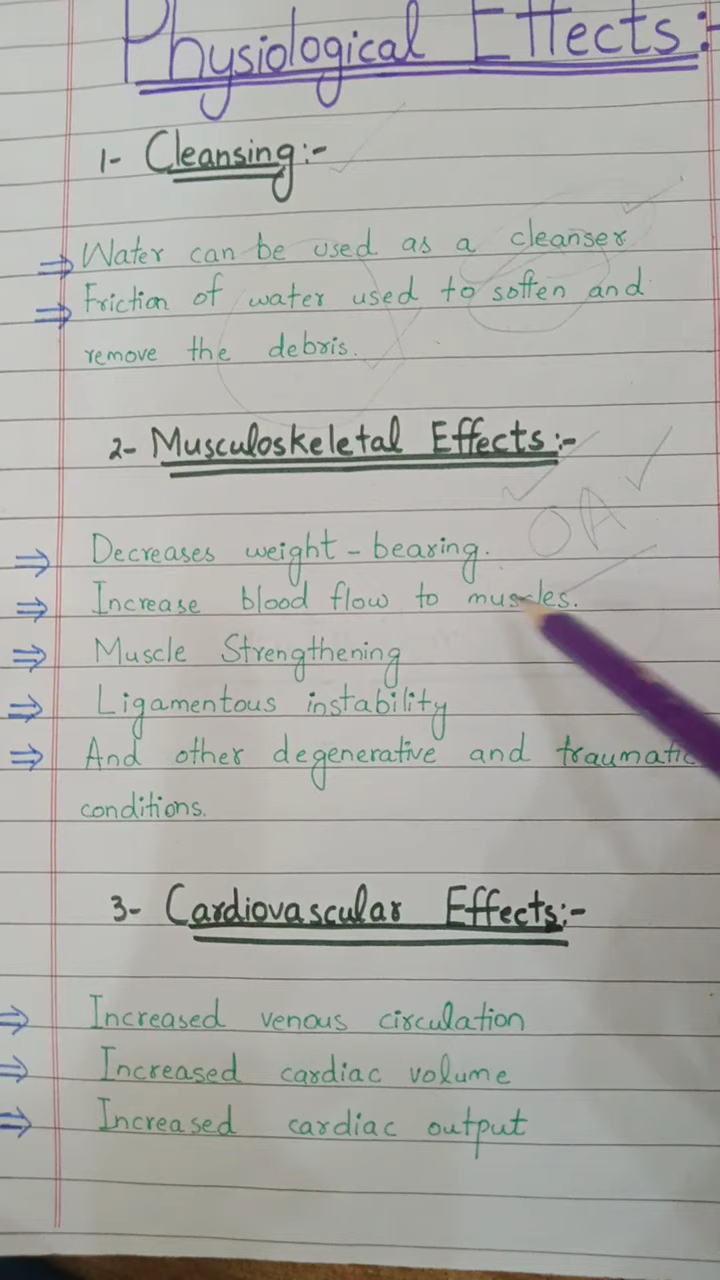 Physiological Effects:-
1- Cleansing:-
⇒ Water can be used as a cleanser
⇒ Friction of water used to soften and
remove the debris.
2- Musculoskeletal Effects:-
OA
⇒ Decreases weight-bearing.
⇒ Increase blood flow to muscles.
⇒ Muscle Strengthening
⇒ Ligamentous instability
⇒ And other degenerative and traumatic
conditions.
3- Cardiovascular Effects:-
⇒ Increased venous circulation
⇒ Increased cardiac volume
⇒ Increased cardiac output